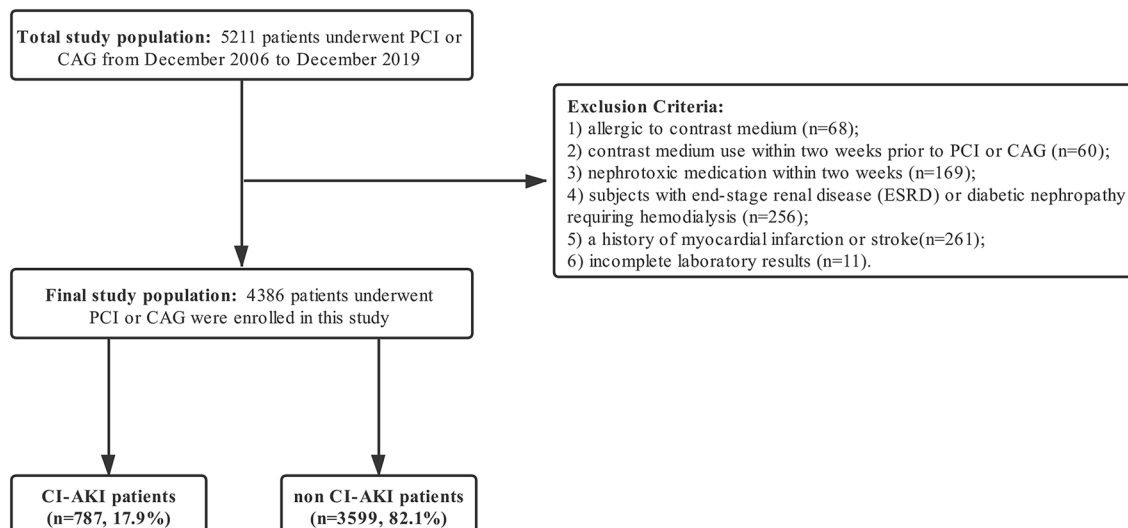 Total study population: 5211 patients underwent PCI or
CAG from December 2006 to December 2019
Exclusion Criteria:
1) allergic to contrast medium (n=68);
2) contrast medium use within two weeks prior to PCI or CAG (n=60);
3) nephrotoxic medication within two weeks (n=169);
4) subjects with end-stage renal disease (ESRD) or diabetic nephropathy
requiring hemodialysis (n=256);
5) a history of myocardial infarction or stroke(n=261);
6) incomplete laboratory results (n=11).
Final study population: 4386 patients underwent
PCI or CAG were enrolled in this study
CI-AKI patients
(n=787, 17.9%)
non CI-AKI patients
(n=3599, 82.1%)